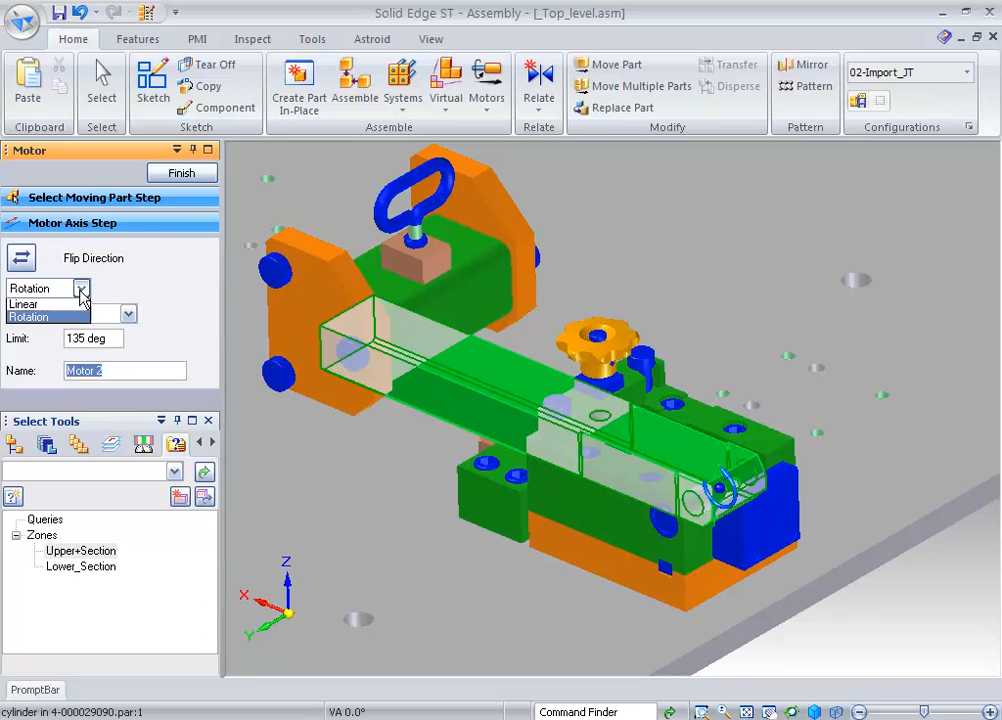 Solid Edge ST - Assembly - [_Top_level.asm]
Home Features PMI Inspect Tools Astroid View
Paste
Clipboard
Select
Select
Sketch
Tear Off
Copy
Component
Sketch
Create Part
In-Place
Assemble
Systems
Virtual
Motors
Assemble
Relate
Relate
Move Part
Move Multiple Parts
Replace Part
Transfer
Disperse
Modify
Mirror
Pattern
Pattern
02-Import_JT
Configurations
Motor
Finish
Select Moving Part Step
Motor Axis Step
Flip Direction
Rotation
Linear
Rotation
Limit: 135 deg
Name: Motor 2
Select Tools
Queries
Zones
Upper+Section
Lower_Section
Z
X
Y
PromptBar
cylinder in 4-000029090.par:1
VA 0.0°
Command Finder